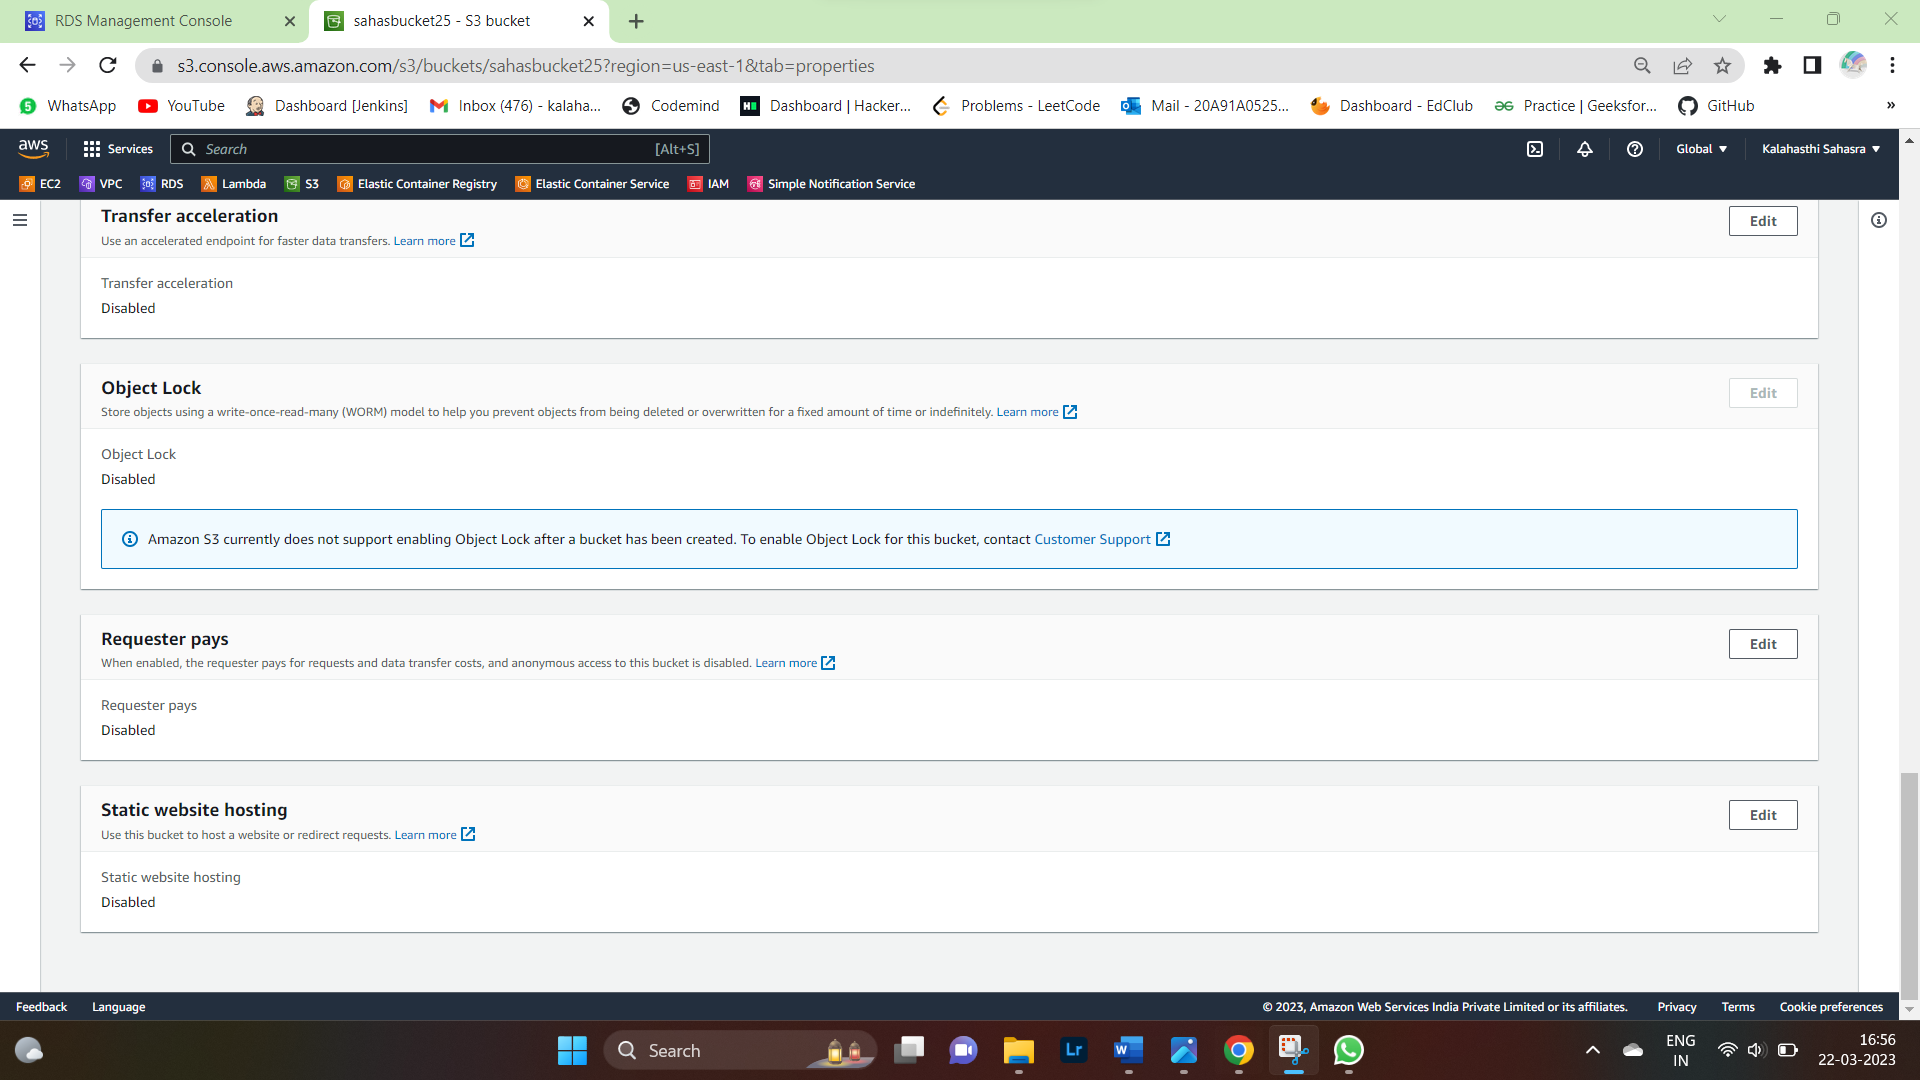 RDS Management Console
sahasbucket25 - S3 bucket
s3.console.aws.amazon.com/s3/buckets/sahasbucket25?region=us-east-1&tab=properties
WhatsApp YouTube Dashboard [Jenkins] Inbox (476) - kalaha... Codemind Dashboard | Hacker... Problems - LeetCode Mail - 20A91A0525... Dashboard - EdClub Practice | Geeksfor... GitHub »
aws Services Search [Alt+S] Global Kalahasthi Sahasra
EC2 VPC RDS Lambda S3 Elastic Container Registry Elastic Container Service IAM Simple Notification Service
Transfer acceleration
Edit
Use an accelerated endpoint for faster data transfers. Learn more
Transfer acceleration
Disabled
Object Lock
Edit
Store objects using a write-once-read-many (WORM) model to help you prevent objects from being deleted or overwritten for a fixed amount of time or indefinitely. Learn more
Object Lock
Disabled
Amazon S3 currently does not support enabling Object Lock after a bucket has been created. To enable Object Lock for this bucket, contact Customer Support
Requester pays
Edit
When enabled, the requester pays for requests and data transfer costs, and anonymous access to this bucket is disabled. Learn more
Requester pays
Disabled
Static website hosting
Edit
Use this bucket to host a website or redirect requests. Learn more
Static website hosting
Disabled
Feedback Language © 2023, Amazon Web Services India Private Limited or its affiliates. Privacy Terms Cookie preferences
Search
Lr
W
ENG
IN
16:56
22-03-2023